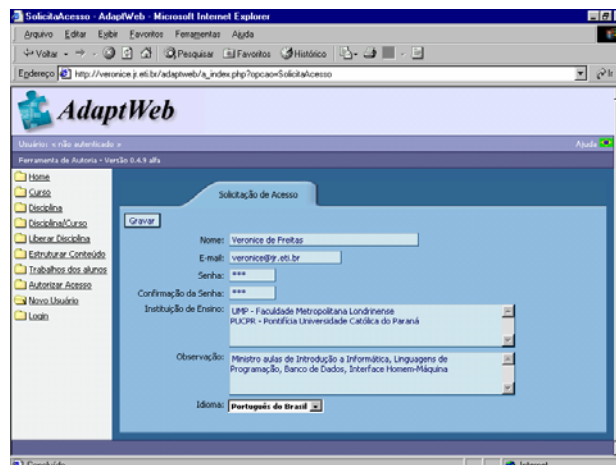 SolicitaAcesso - AdaptWeb - Microsoft Internet Explorer
Arquivo Editar Exibir Favoritos Ferramentas Ajuda
Voltar Pesquisar Favoritos Histórico
Endereço http://veronice.jr.eti.br/adaptweb/a_index.php?opcao=SolicitaAcesso Ir
AdaptWeb
Usuário: « não autenticado » Ajuda
Ferramenta de Autoria - Versão 0.4.9 alfa
Home
Curso
Disciplina
Disciplina/Curso
Liberar Disciplina
Estruturar Conteúdo
Trabalhos dos alunos
Autorizar Acesso
Novo Usuário
Login
Solicitação de Acesso
Gravar
Nome: Veronice de Freitas
E-mail: veronice@jr.eti.br
Senha: ***
Confirmação da Senha: ***
Instituição de Ensino: UMP - Faculdade Metropolitana Londrinense
PUCPR - Pontifícia Universidade Católica do Paraná
Observação: Ministro aulas de Introdução a Informática, Linguagens de
Programação, Banco de Dados, Interface Homem-Máquina
Idioma: Português do Brasil
Concluído Internet